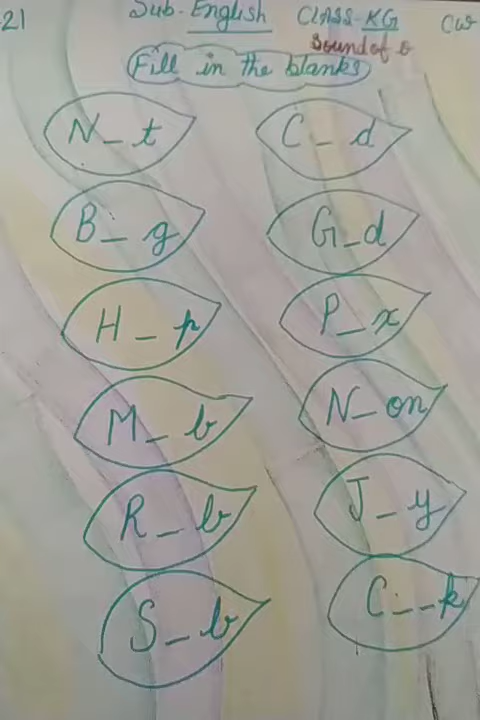 21 Sub-English CLASS-KG CW
Sound of o
Fill in the blanks
N_t C_d
B_g G_d
H_p P_x
M_b N_on
R_b J_y
S_b C__k